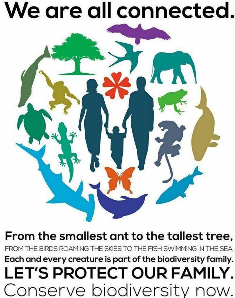 We are all connected.
From the smallest ant to the tallest tree,
FROM THE BIRDS ROAMING THE SKIES TO THE FISH SWIMMING IN THE SEA,
Each and every creature is part of the biodiversity family.
LET'S PROTECT OUR FAMILY.
Conserve biodiversity now.